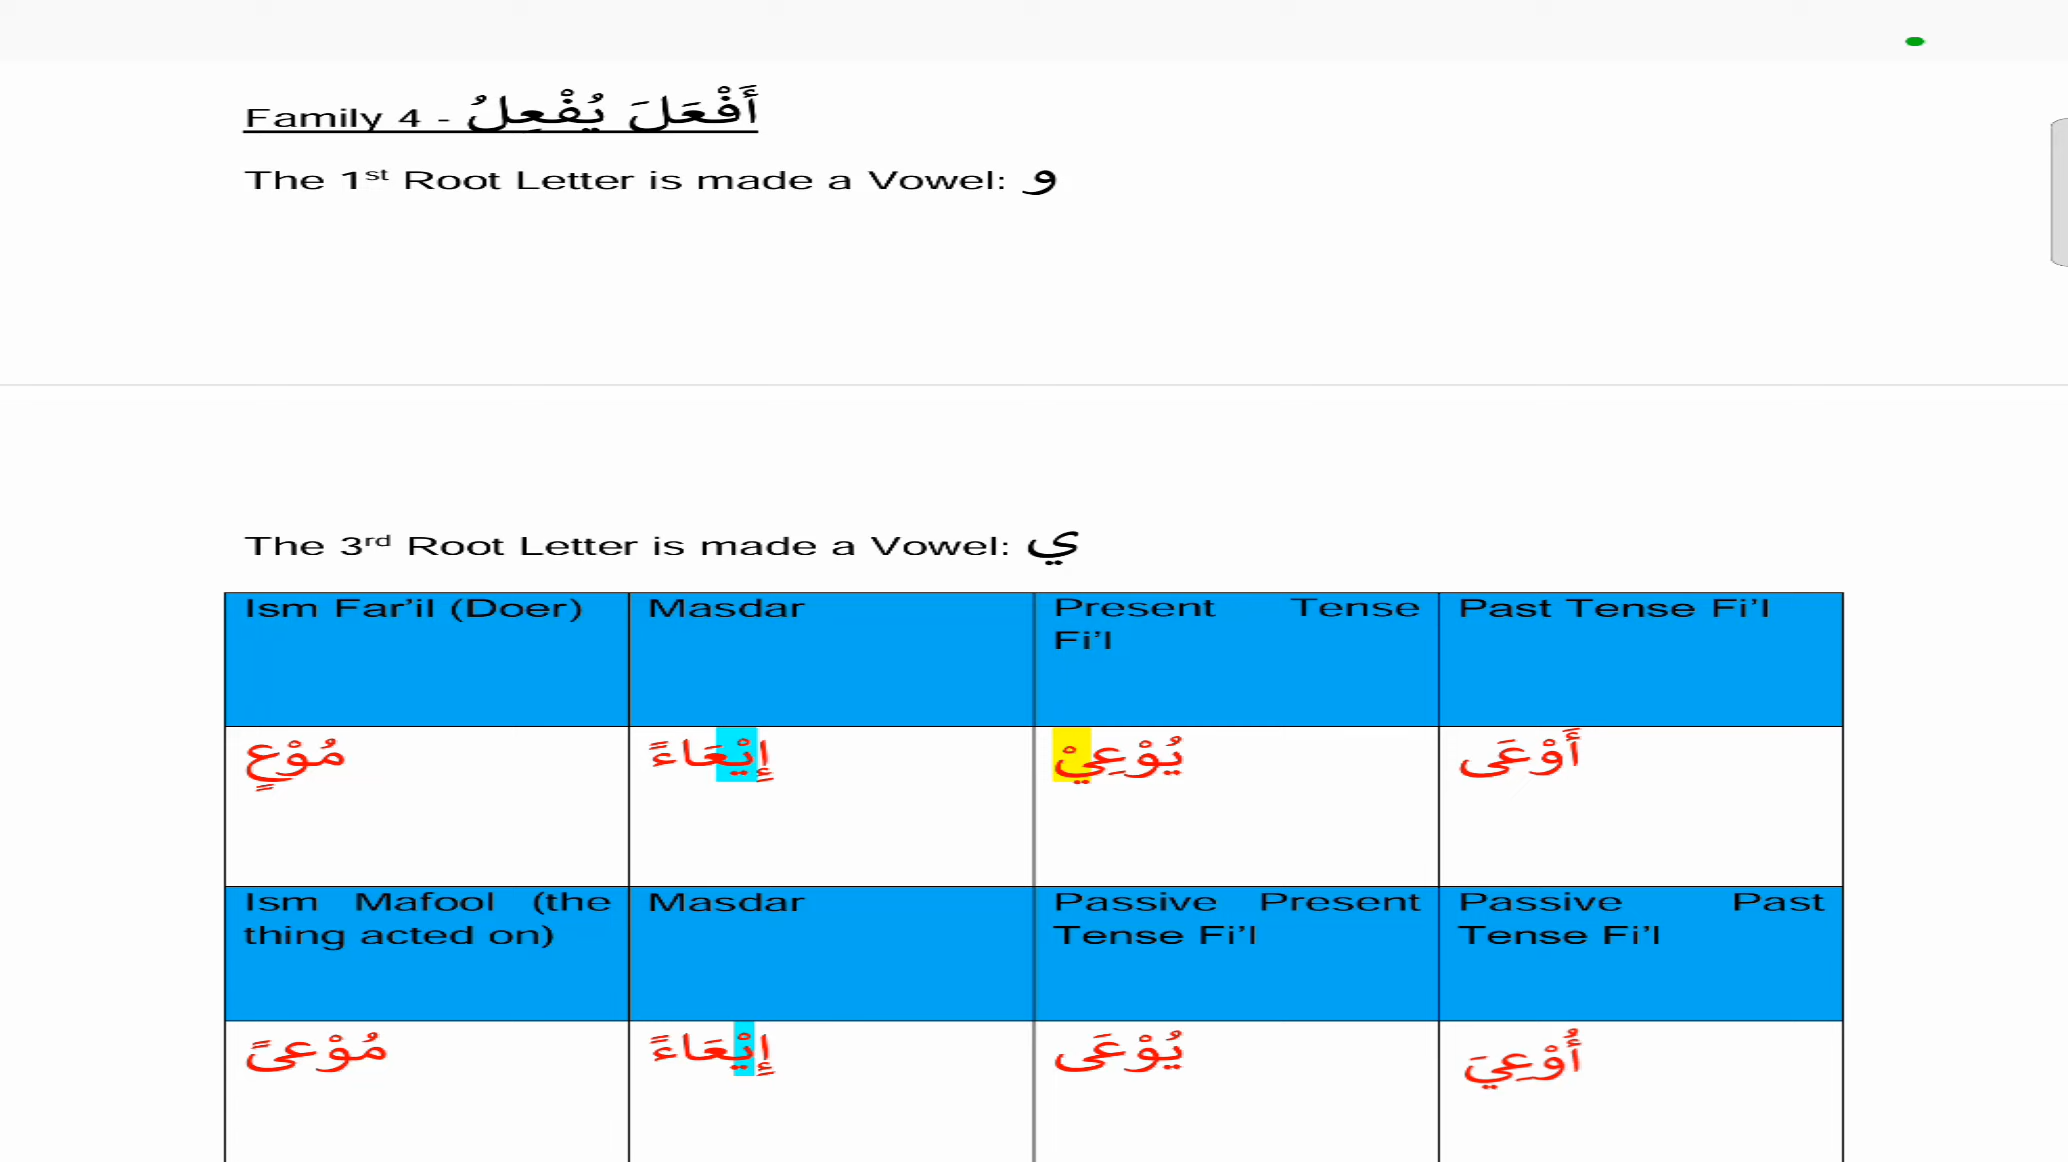 Family 4 - أَفْعَلَ يُفْعِلُ
The 1st Root Letter is made a Vowel: و
The 3rd Root Letter is made a Vowel: ي
Ism Far’il (Doer)
Masdar
Present Tense
Fi’l
Past Tense Fi’l
مُوْعٍ
إِيْعَاءً
يُوْعِيْ
أَوْعَى
Ism Mafool (the
thing acted on)
Masdar
Passive Present
Tense Fi’l
Passive Past
Tense Fi’l
مُوْعىً
إِيْعَاءً
يُوْعَى
أُوْعِيَ